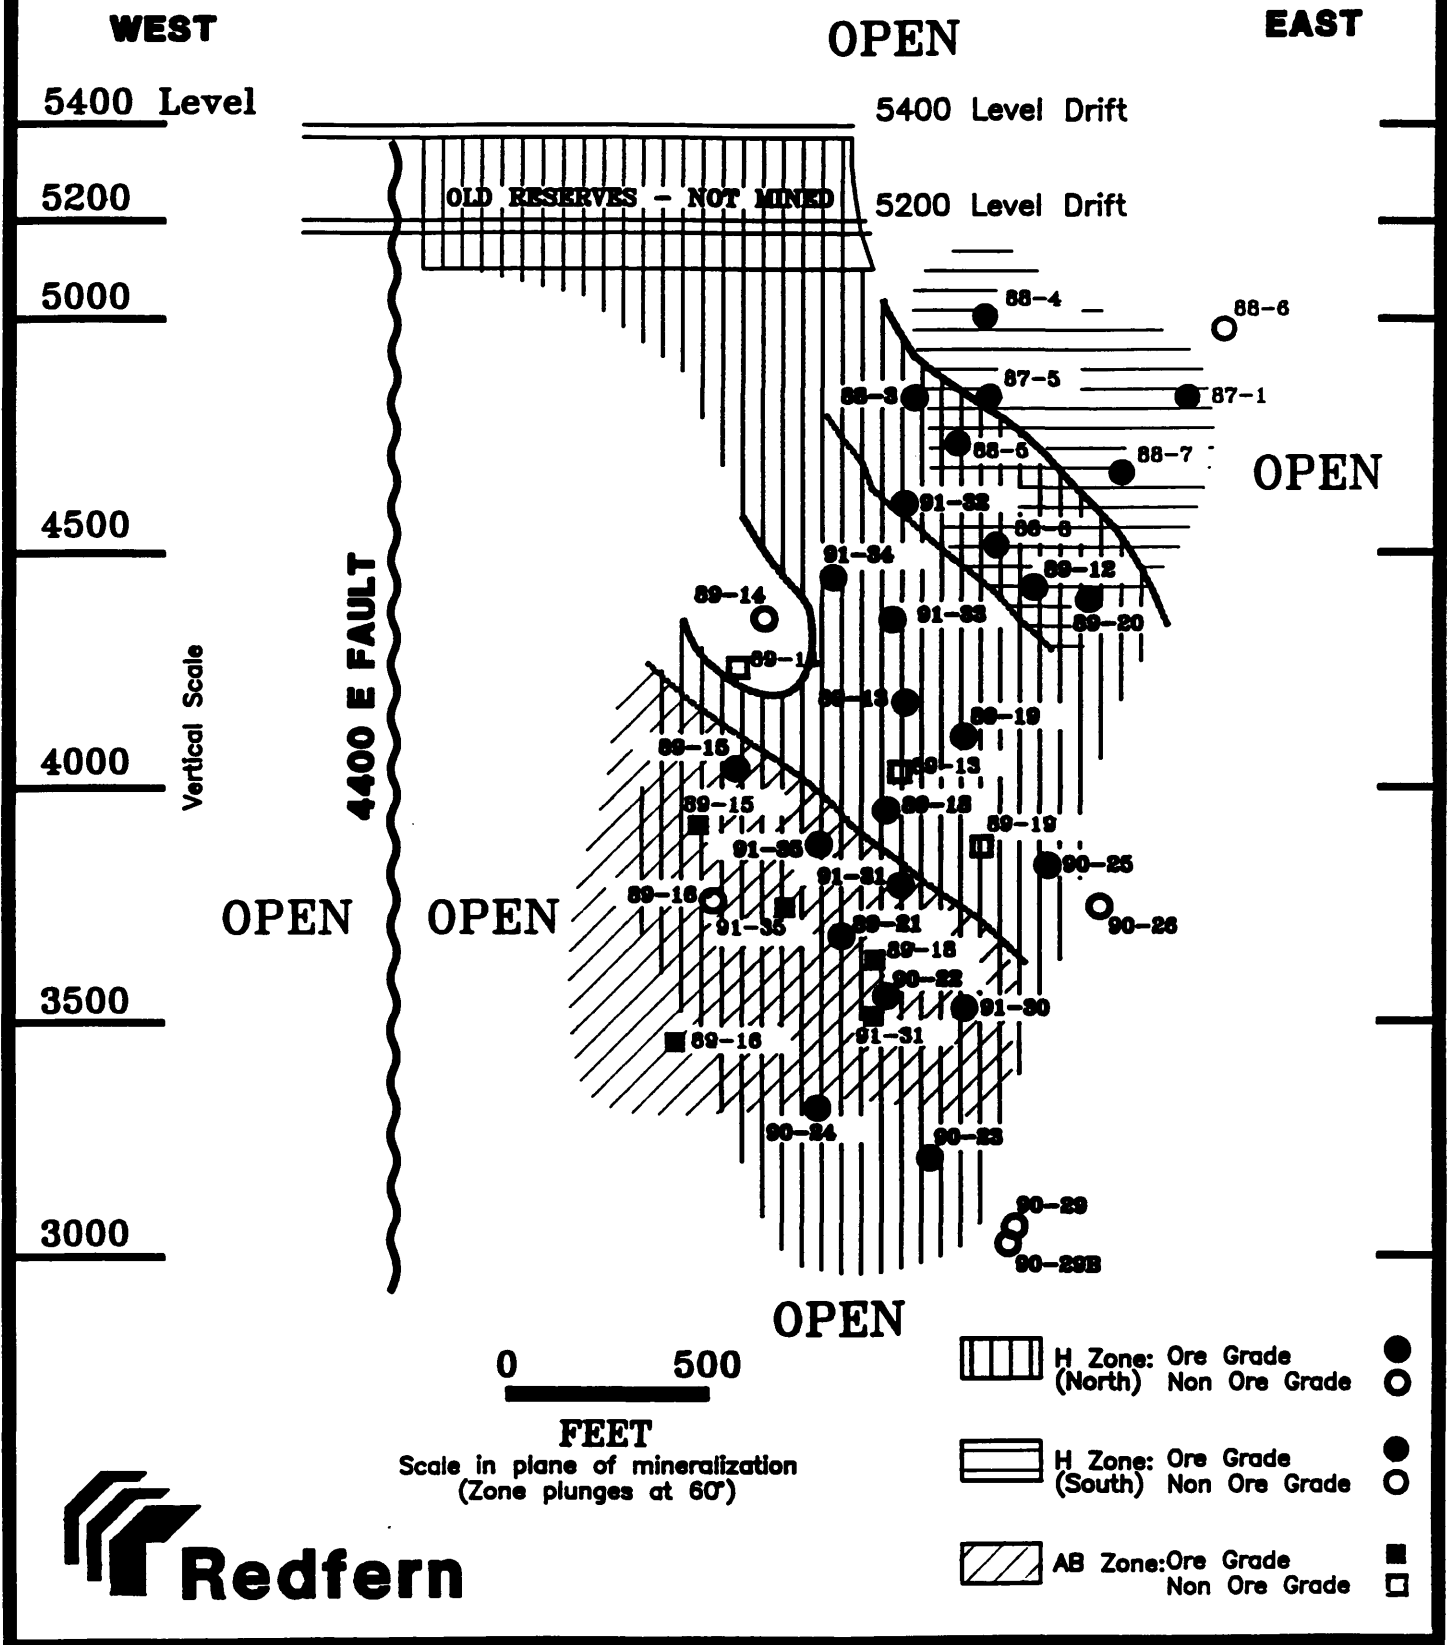 WEST
OPEN
EAST
5400 Level
5400 Level Drift
5200
OLD RESERVES - NOT MINED
5200 Level Drift
5000
88-4
88-6
87-5
88-3
87-1
88-5
88-7
OPEN
91-32
4500
91-34
89-12
89-14
91-33
89-20
4400 E FAULT
Vertical Scale
89-13
89-19
89-15
4000
89-13
89-15
89-18
89-19
91-35
90-25
91-31
89-16
OPEN
OPEN
91-35
89-21
90-26
89-18
90-22
3500
91-30
91-31
89-16
90-24
90-23
90-29
3000
90-29B
OPEN
0 500
FEET
Scale in plane of mineralization
(Zone plunges at 60°)
H Zone: Ore Grade
(North) Non Ore Grade
H Zone: Ore Grade
(South) Non Ore Grade
AB Zone: Ore Grade
Non Ore Grade
Redfern